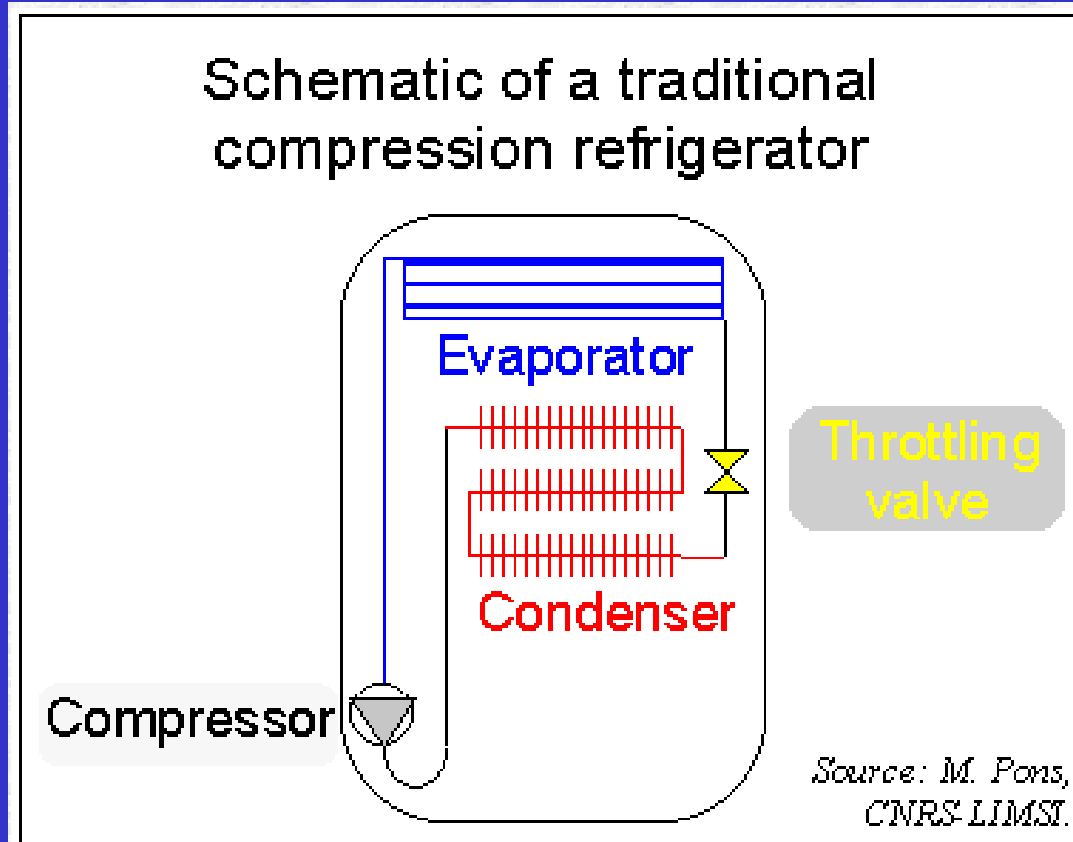 Schematic of a traditional
compression refrigerator
Evaporator
Throttling
valve
Condenser
Compressor
Source: M. Pons,
CNRS-LIMSI.